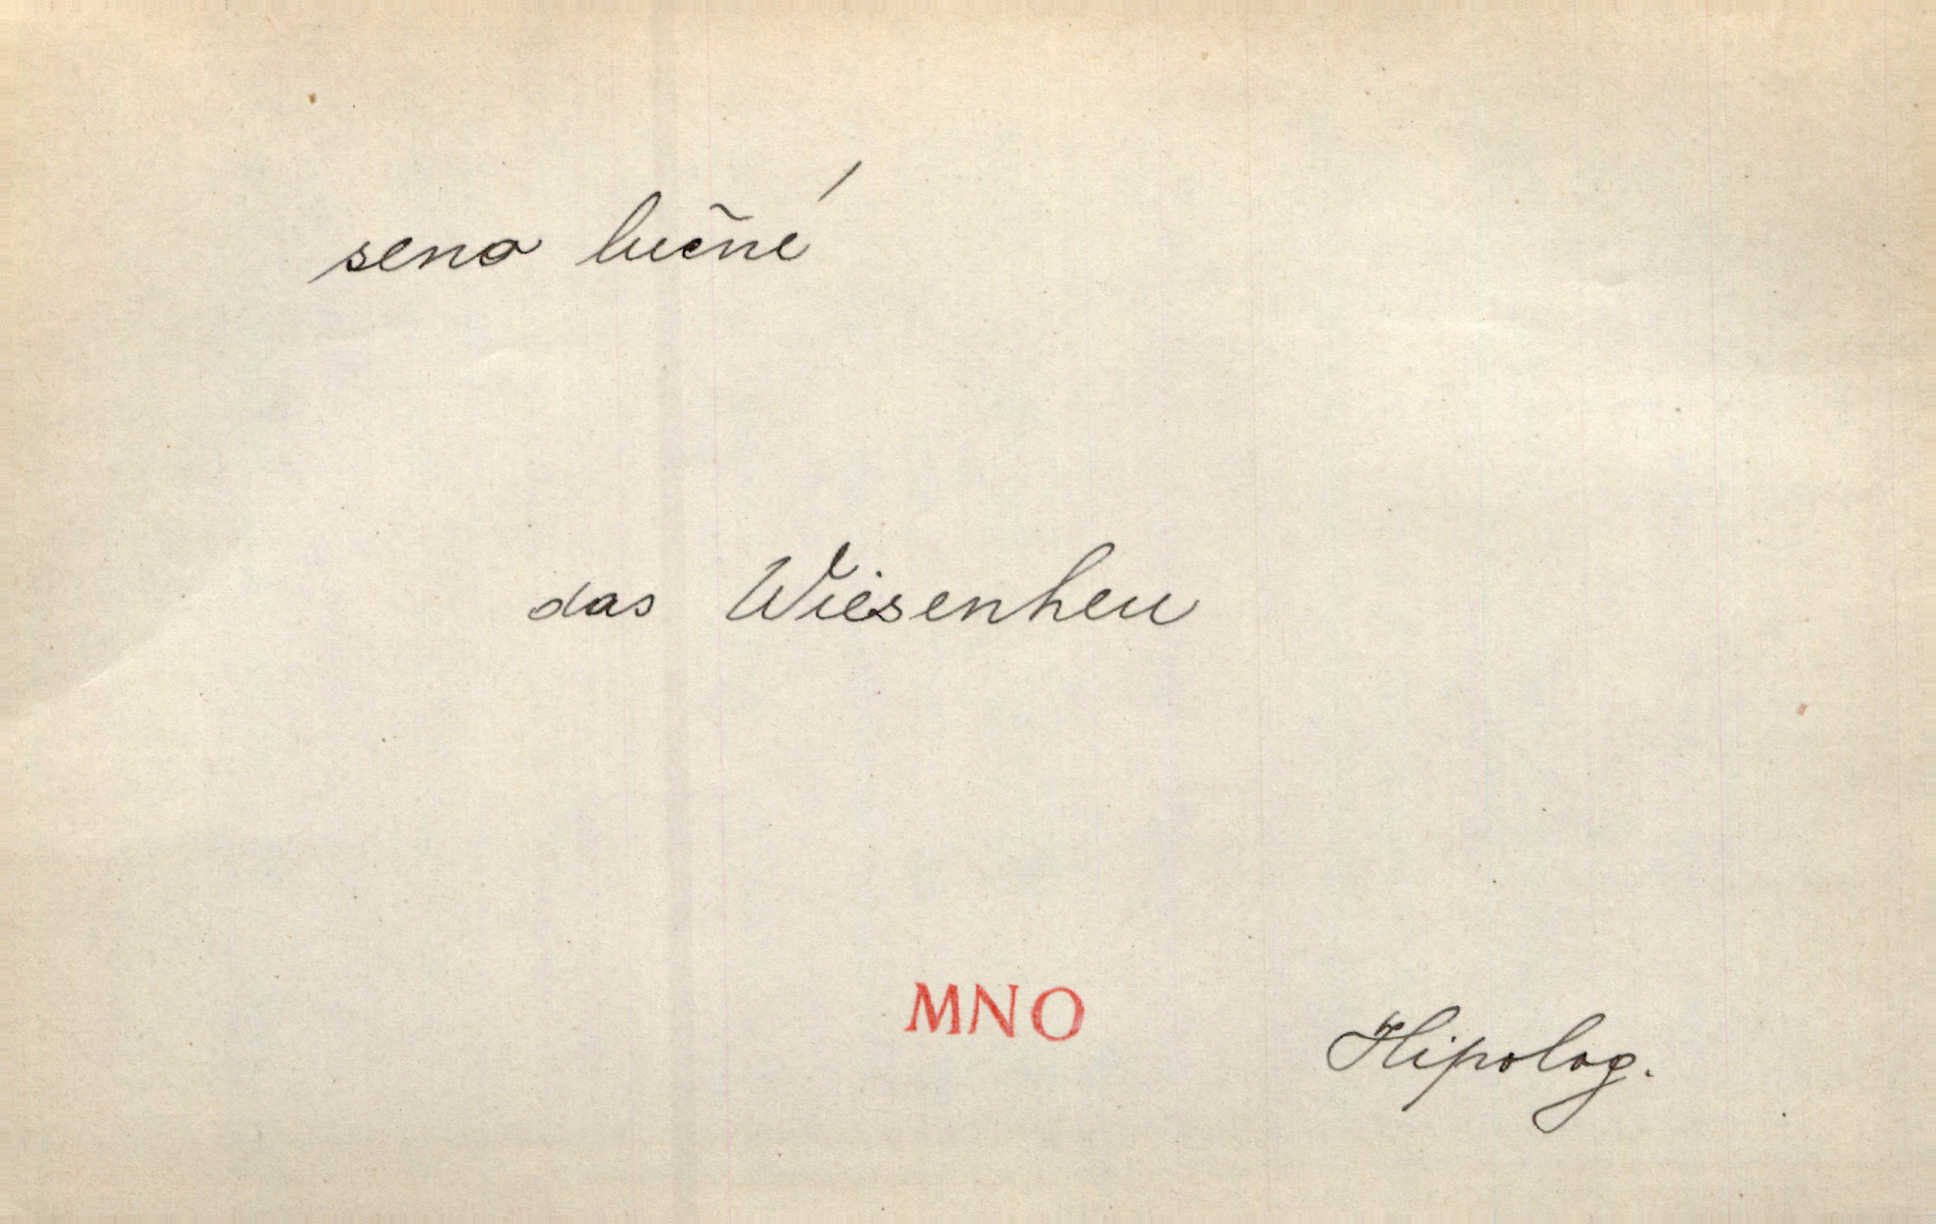 seno lučné
das Wiesenheu
MNO
Hipolog.